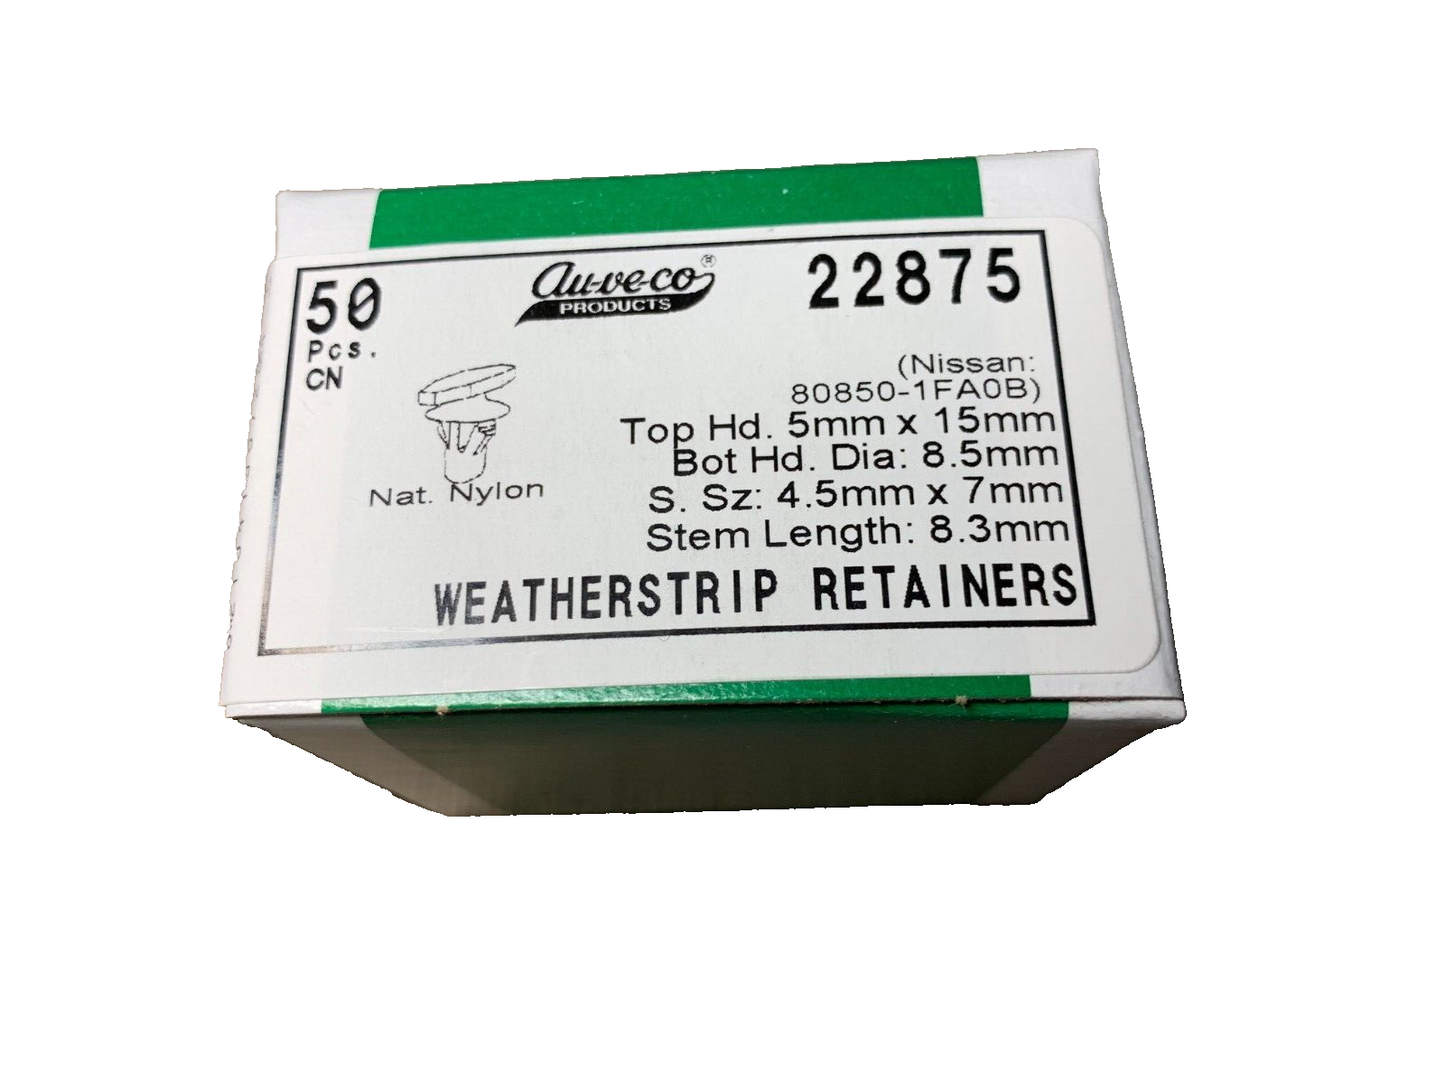 50
Pcs.
CN
au-ve-co®
PRODUCTS
22875
(Nissan:
80850-1FA0B)
Top Hd. 5mm x 15mm
Bot Hd. Dia: 8.5mm
S. Sz: 4.5mm x 7mm
Stem Length: 8.3mm
Nat. Nylon
WEATHERSTRIP RETAINERS